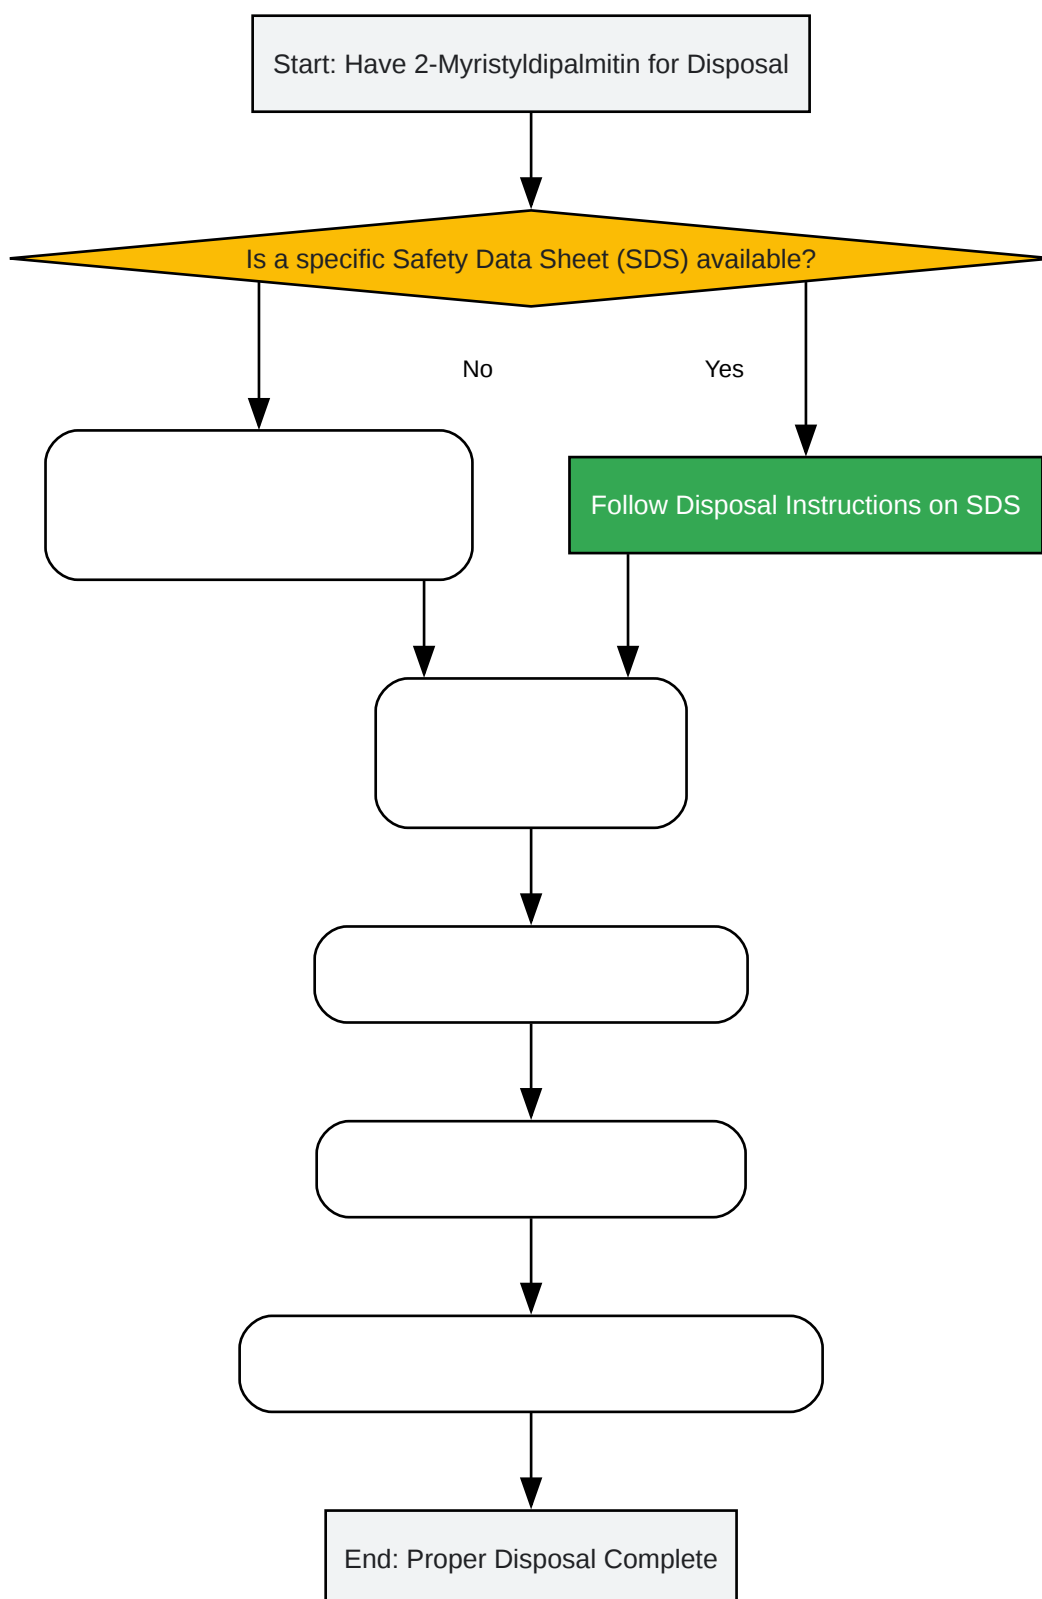 Start: Have 2-Myristyldipalmitin for Disposal
Is a specific Safety Data Sheet (SDS) available?
No
Yes
Follow Disposal Instructions on SDS
End: Proper Disposal Complete